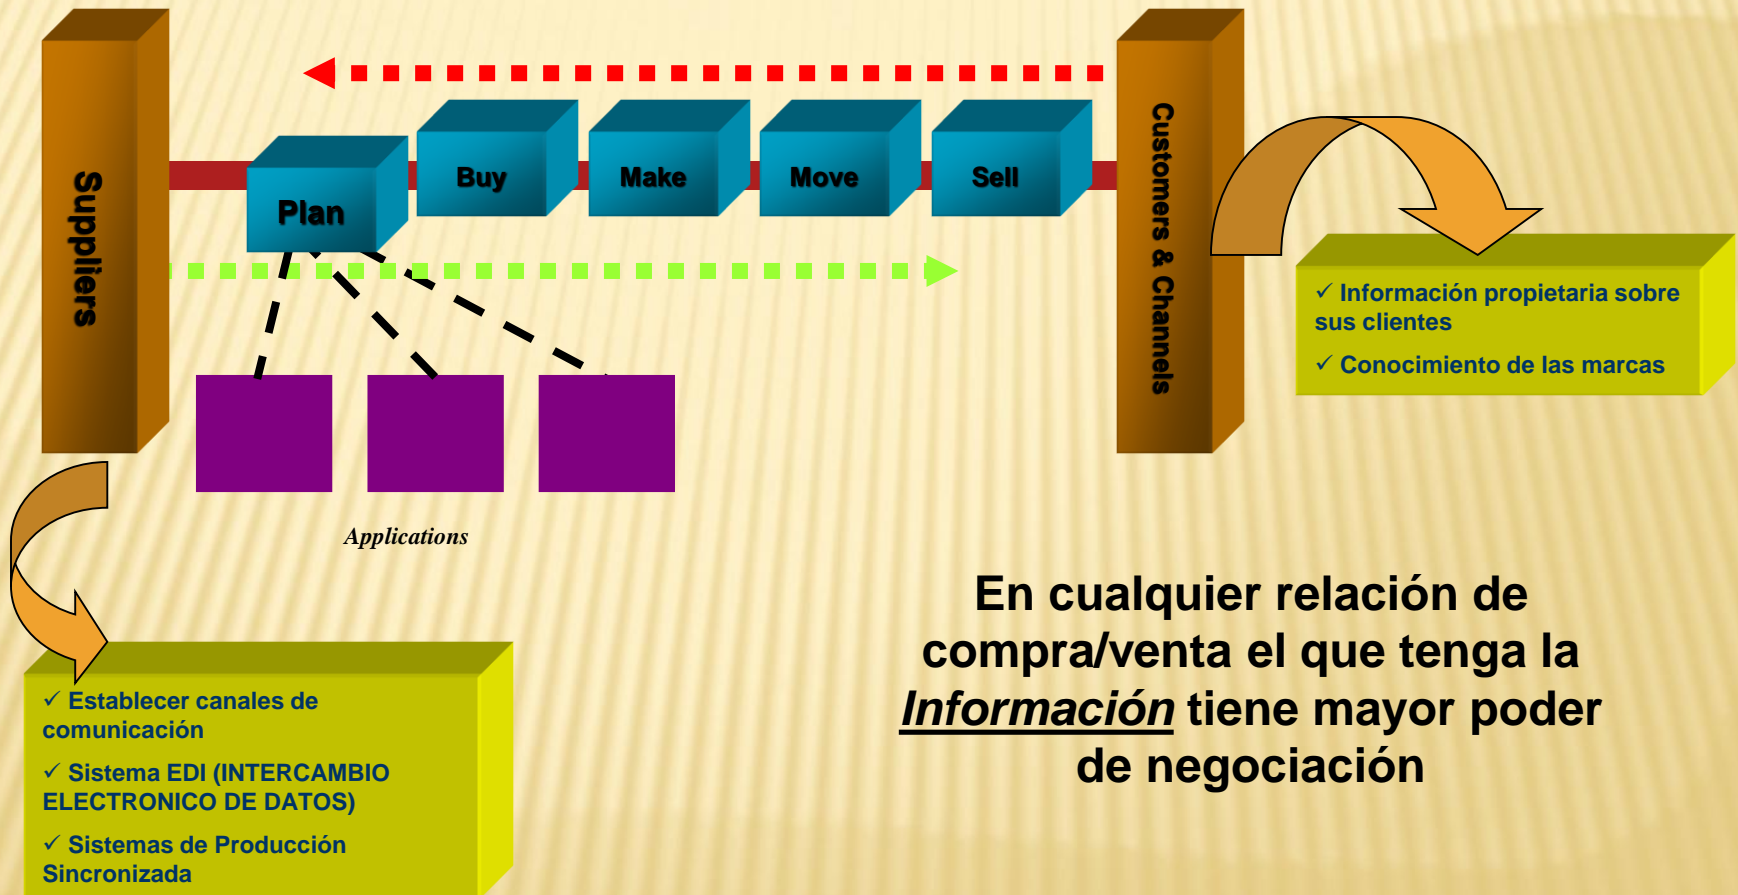 Suppliers
Plan
Buy
Make
Move
Sell
Customers & Channels
✓ Información propietaria sobre
sus clientes
✓ Conocimiento de las marcas
Applications
En cualquier relación de
compra/venta el que tenga la
Información tiene mayor poder
de negociación
✓ Establecer canales de
comunicación
✓ Sistema EDI (INTERCAMBIO
ELECTRONICO DE DATOS)
✓ Sistemas de Producción
Sincronizada